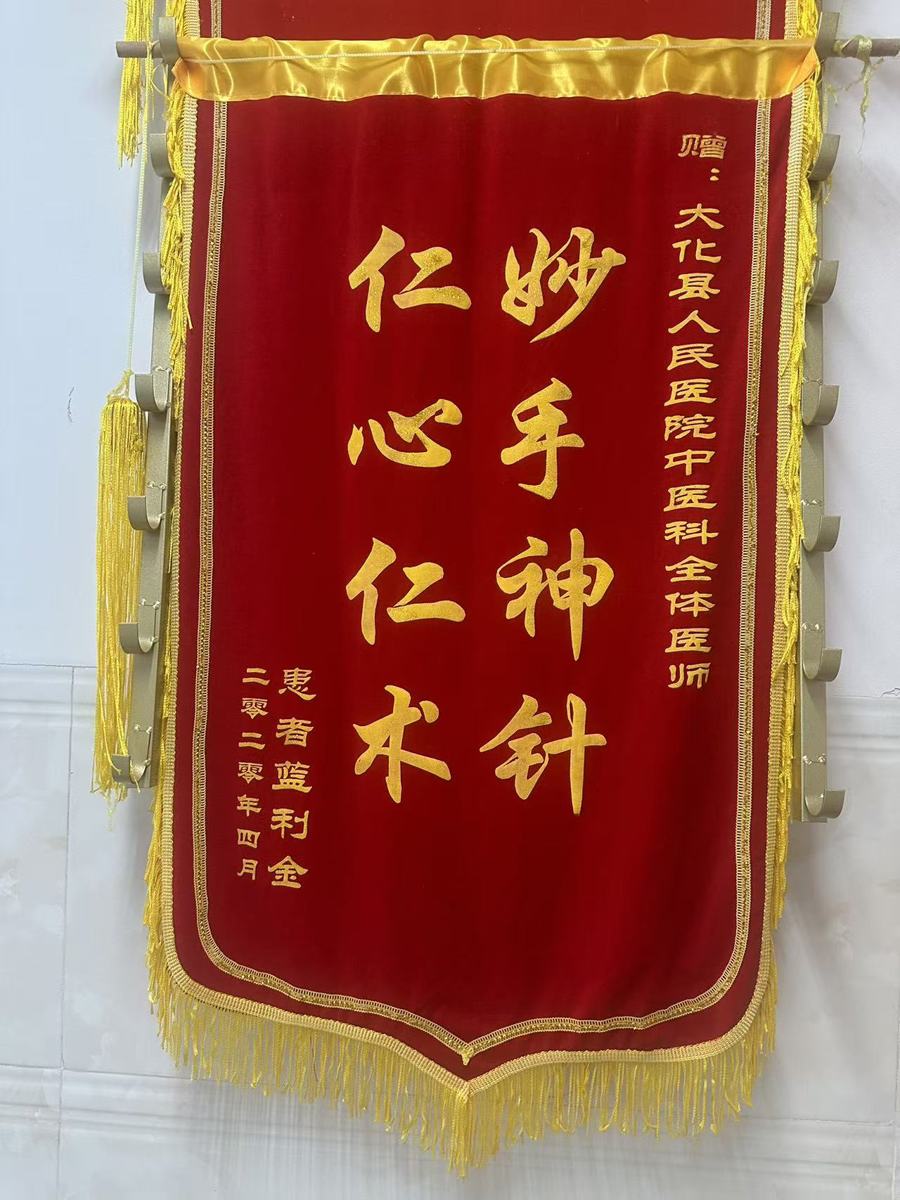 赠：大化县人民医院中医科全体医师
妙手神针
仁心仁术
患者蓝利金
二零二零年四月